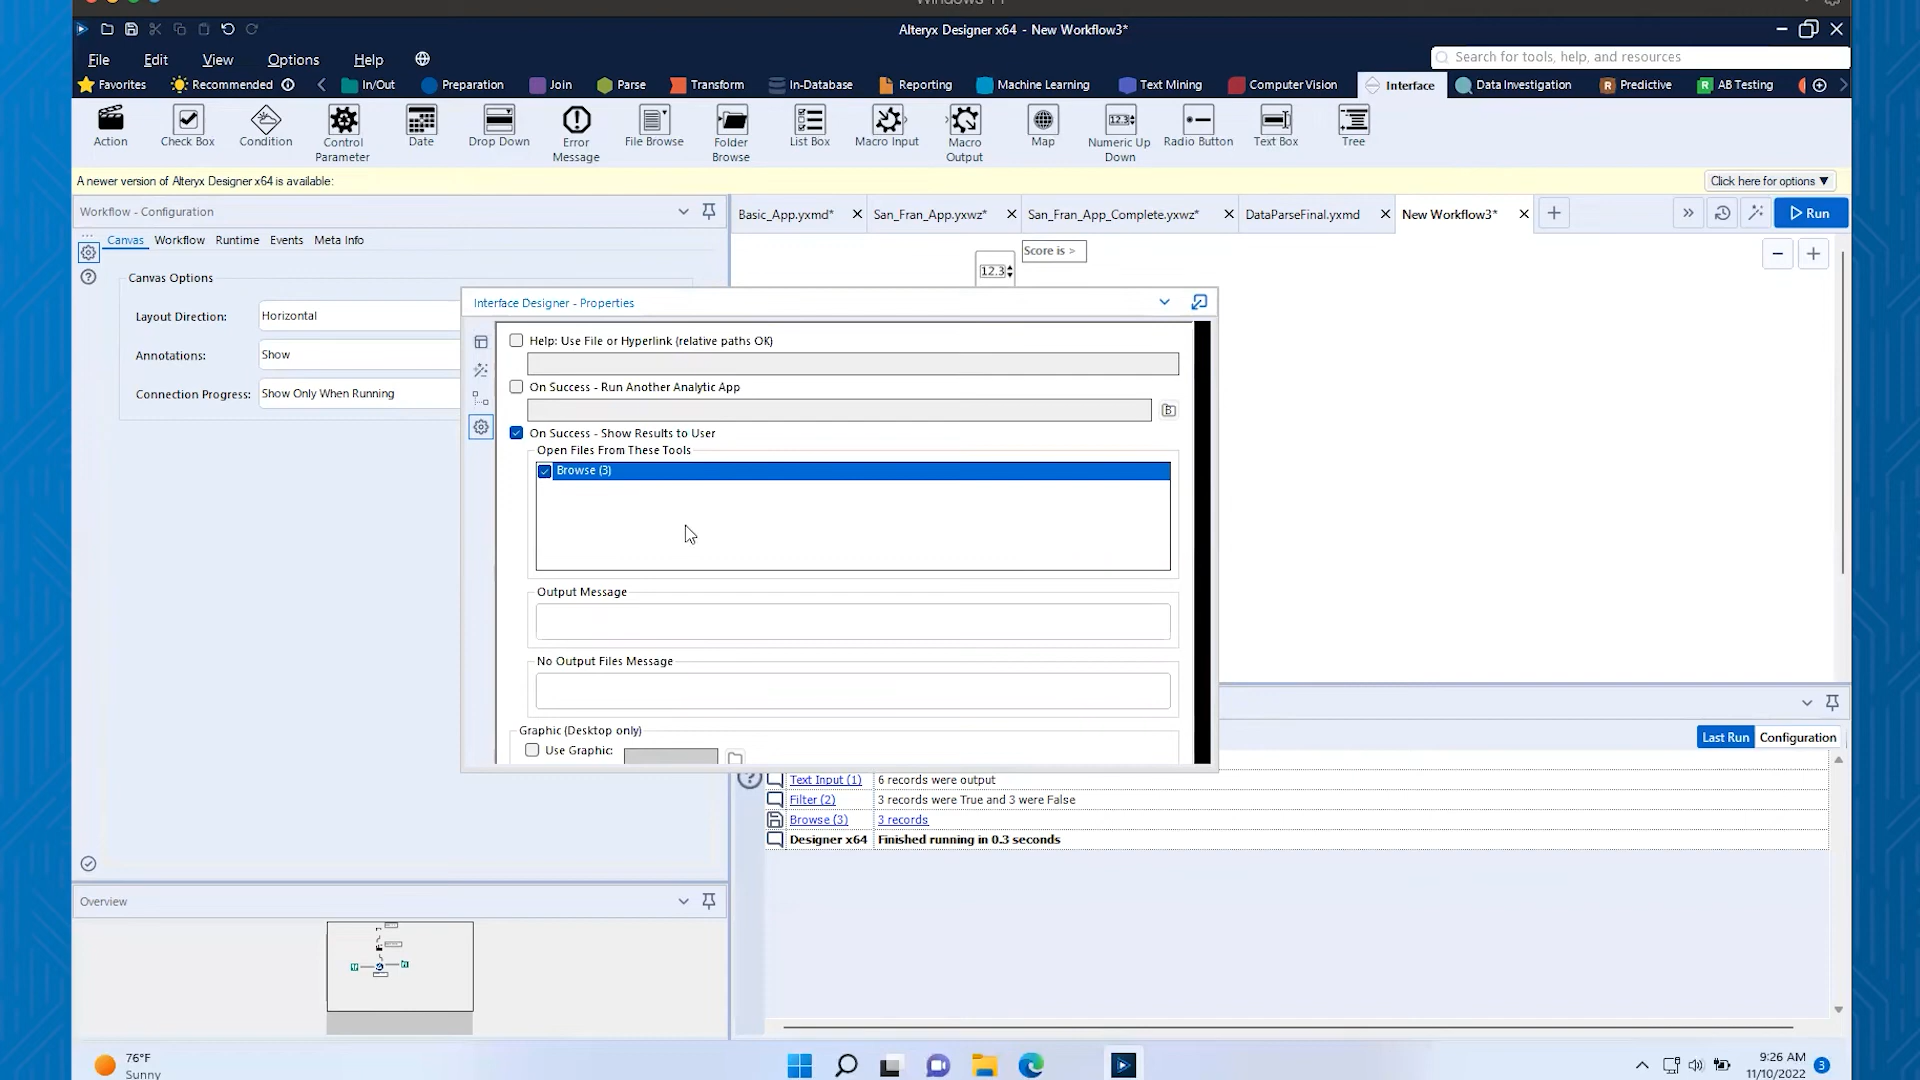 Alteryx Designer x64 - New Workflow3*
File Edit View Options Help
Search for tools, help, and resources
Favorites Recommended In/Out Preparation Join Parse Transform In-Database Reporting Machine Learning Text Mining Computer Vision Interface Data Investigation Predictive AB Testing
Action Check Box Condition Control Parameter Date Drop Down Error Message File Browse Folder Browse List Box Macro Input Macro Output Map Numeric Up Down Radio Button Text Box Tree
A newer version of Alteryx Designer x64 is available:
Click here for options ▼
Workflow - Configuration
Basic_App.yxmd* San_Fran_App.yxwz* San_Fran_App_Complete.yxwz* DataParseFinal.yxmd New Workflow3*
Run
Canvas Workflow Runtime Events Meta Info
Canvas Options
Layout Direction: Horizontal
Annotations: Show
Connection Progress: Show Only When Running
12.3
Score is >
Interface Designer - Properties
Help: Use File or Hyperlink (relative paths OK)
On Success - Run Another Analytic App
On Success - Show Results to User
Open Files From These Tools
Browse (3)
Output Message
No Output Files Message
Graphic (Desktop only)
Use Graphic:
Last Run Configuration
Text Input (1) 6 records were output
Filter (2) 3 records were True and 3 were False
Browse (3) 3 records
Designer x64 Finished running in 0.3 seconds
Overview
76°F
Sunny
9:26 AM
11/10/2022
3